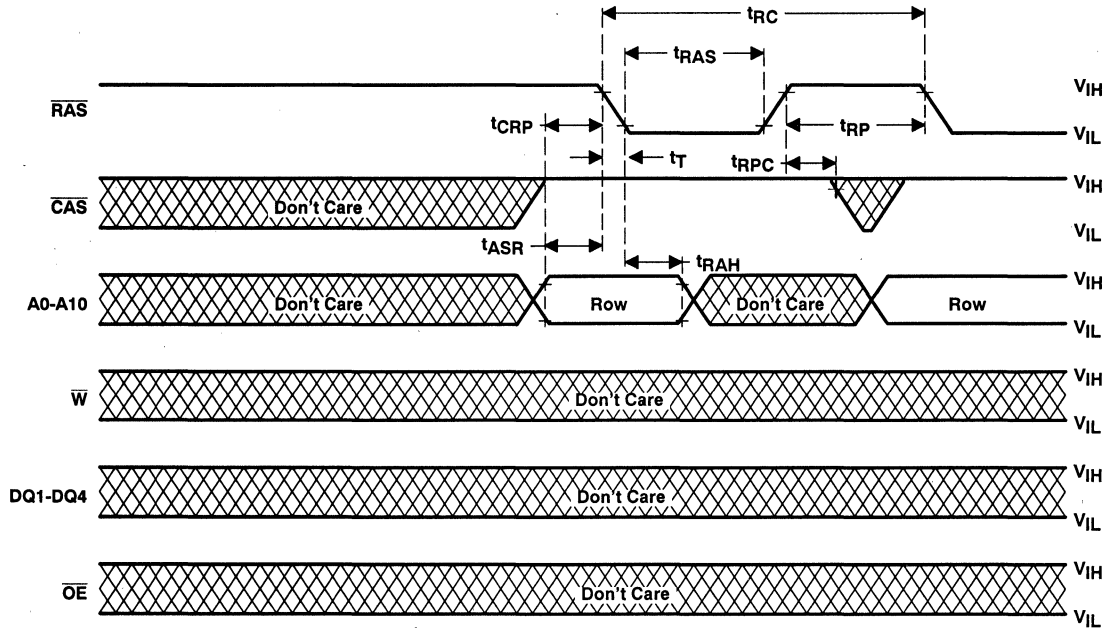 tRC
tRAS
RAS
VIH
VIL
tCRP
tRP
tT
tRPC
CAS
Don't Care
VIH
VIL
tASR
tRAH
A0-A10
Don't Care
Row
Don't Care
Row
VIH
VIL
W
Don't Care
VIH
VIL
DQ1-DQ4
Don't Care
VIH
VIL
OE
Don't Care
VIH
VIL